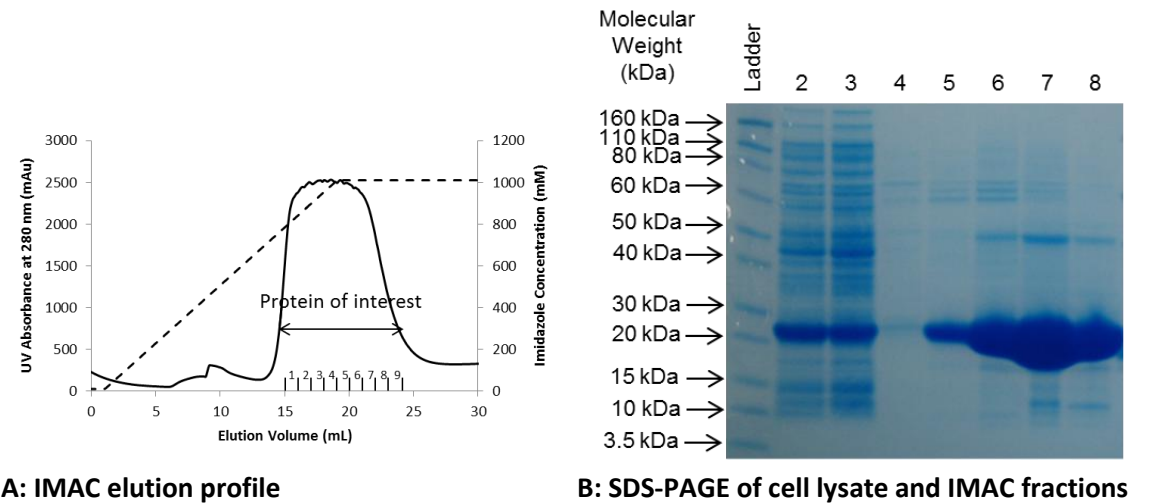 3000
2500
2000
1500
1000
500
0
UV Absorbance at 280 nm (mAu)
1200
1000
800
600
400
200
0
Imidazole Concentration (mM)
Protein of interest
1 2 3 4 5 6 7 8 9
0 5 10 15 20 25 30
Elution Volume (mL)
A: IMAC elution profile
Molecular
Weight
(kDa)
Ladder
2 3 4 5 6 7 8
160 kDa
110 kDa
80 kDa
60 kDa
50 kDa
40 kDa
30 kDa
20 kDa
15 kDa
10 kDa
3.5 kDa
B: SDS-PAGE of cell lysate and IMAC fractions